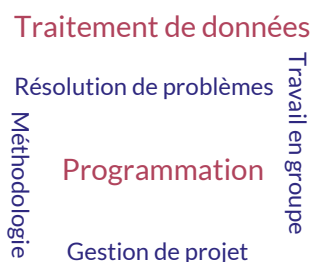 Traitement de données
Résolution de problèmes
Travail en groupe
Méthodologie
Programmation
Gestion de projet